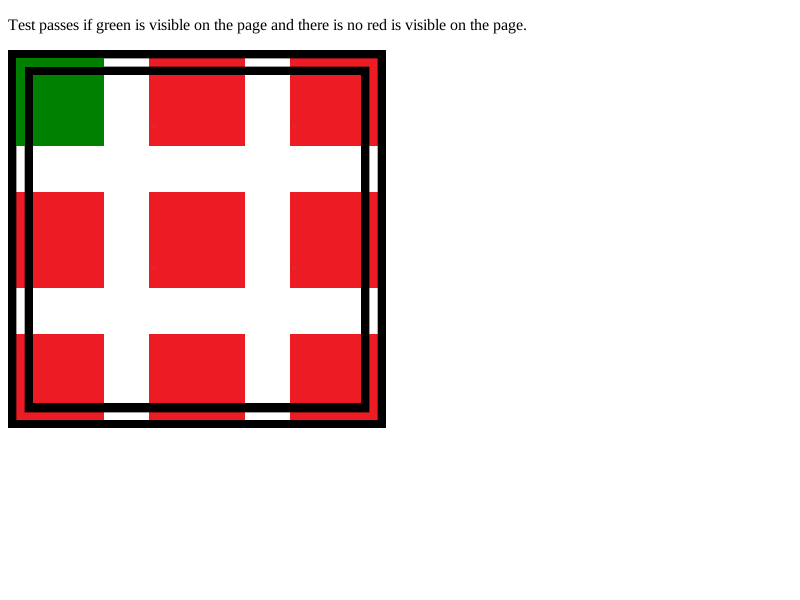 Test passes if green is visible on the page and there is no red is visible on the page.